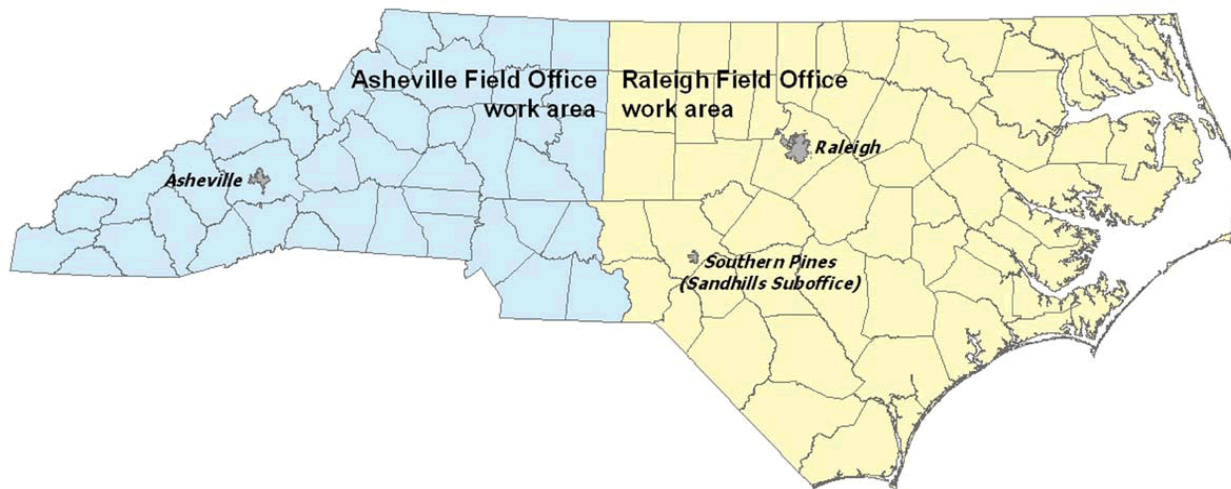 Asheville Field Office
work area
Raleigh Field Office
work area
Raleigh
Asheville
Southern Pines
(Sandhills Suboffice)